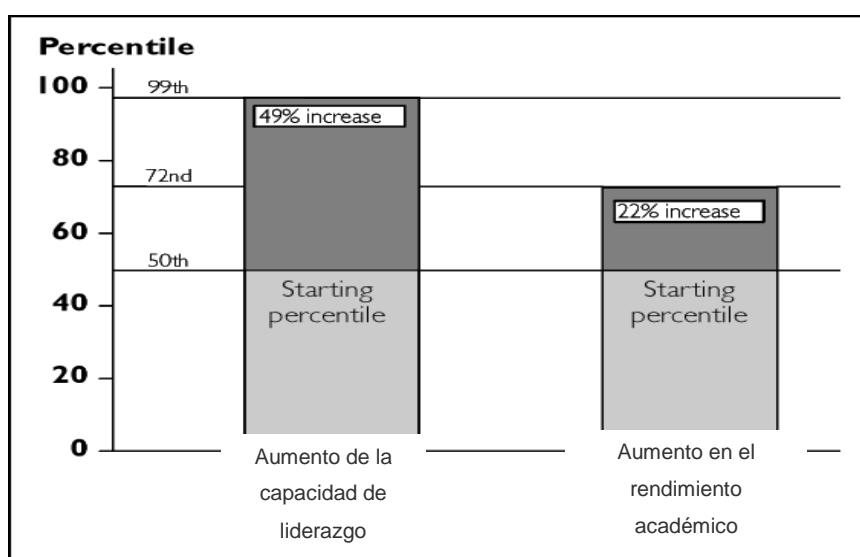 Percentile
100
99th
49% increase
80
72nd
22% increase
60
50th
Starting
percentile
Starting
percentile
40
20
0
Aumento de la
capacidad de
liderazgo
Aumento en el
rendimiento
académico